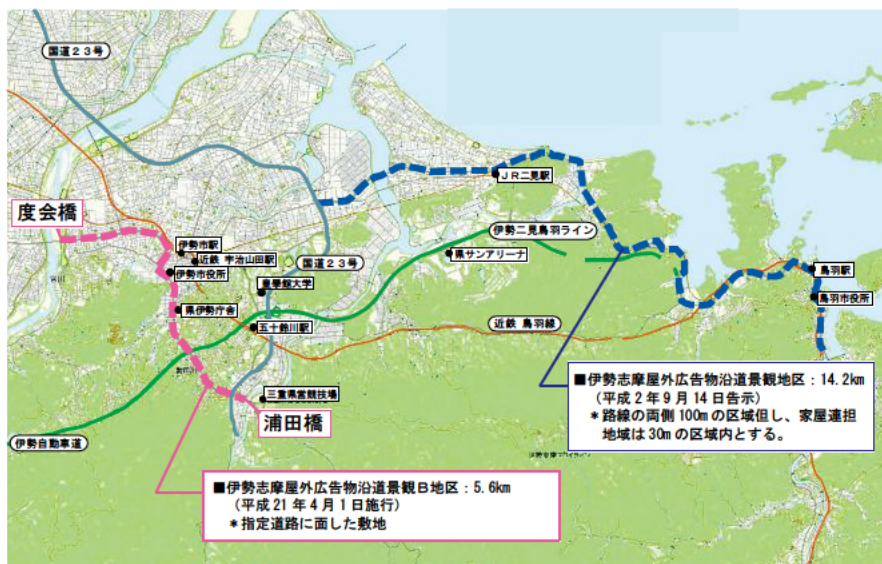 国道２３号
ＪＲ二見駅
度会橋
伊勢市駅
近鉄 宇治山田駅
伊勢市役所
伊勢二見鳥羽ライン
国道２３号
県サンアリーナ
皇學館大学
鳥羽駅
鳥羽市役所
県伊勢庁舎
五十鈴川駅
近鉄 鳥羽線
三重県営競技場
浦田橋
伊勢自動車道
■伊勢志摩屋外広告物沿道景観地区：14.2km
（平成２年９月14日告示）
＊路線の両側100mの区域但し、家屋連担
地域は30mの区域内とする。
■伊勢志摩屋外広告物沿道景観Ｂ地区：5.6km
（平成21年４月１日施行）
＊指定道路に面した敷地